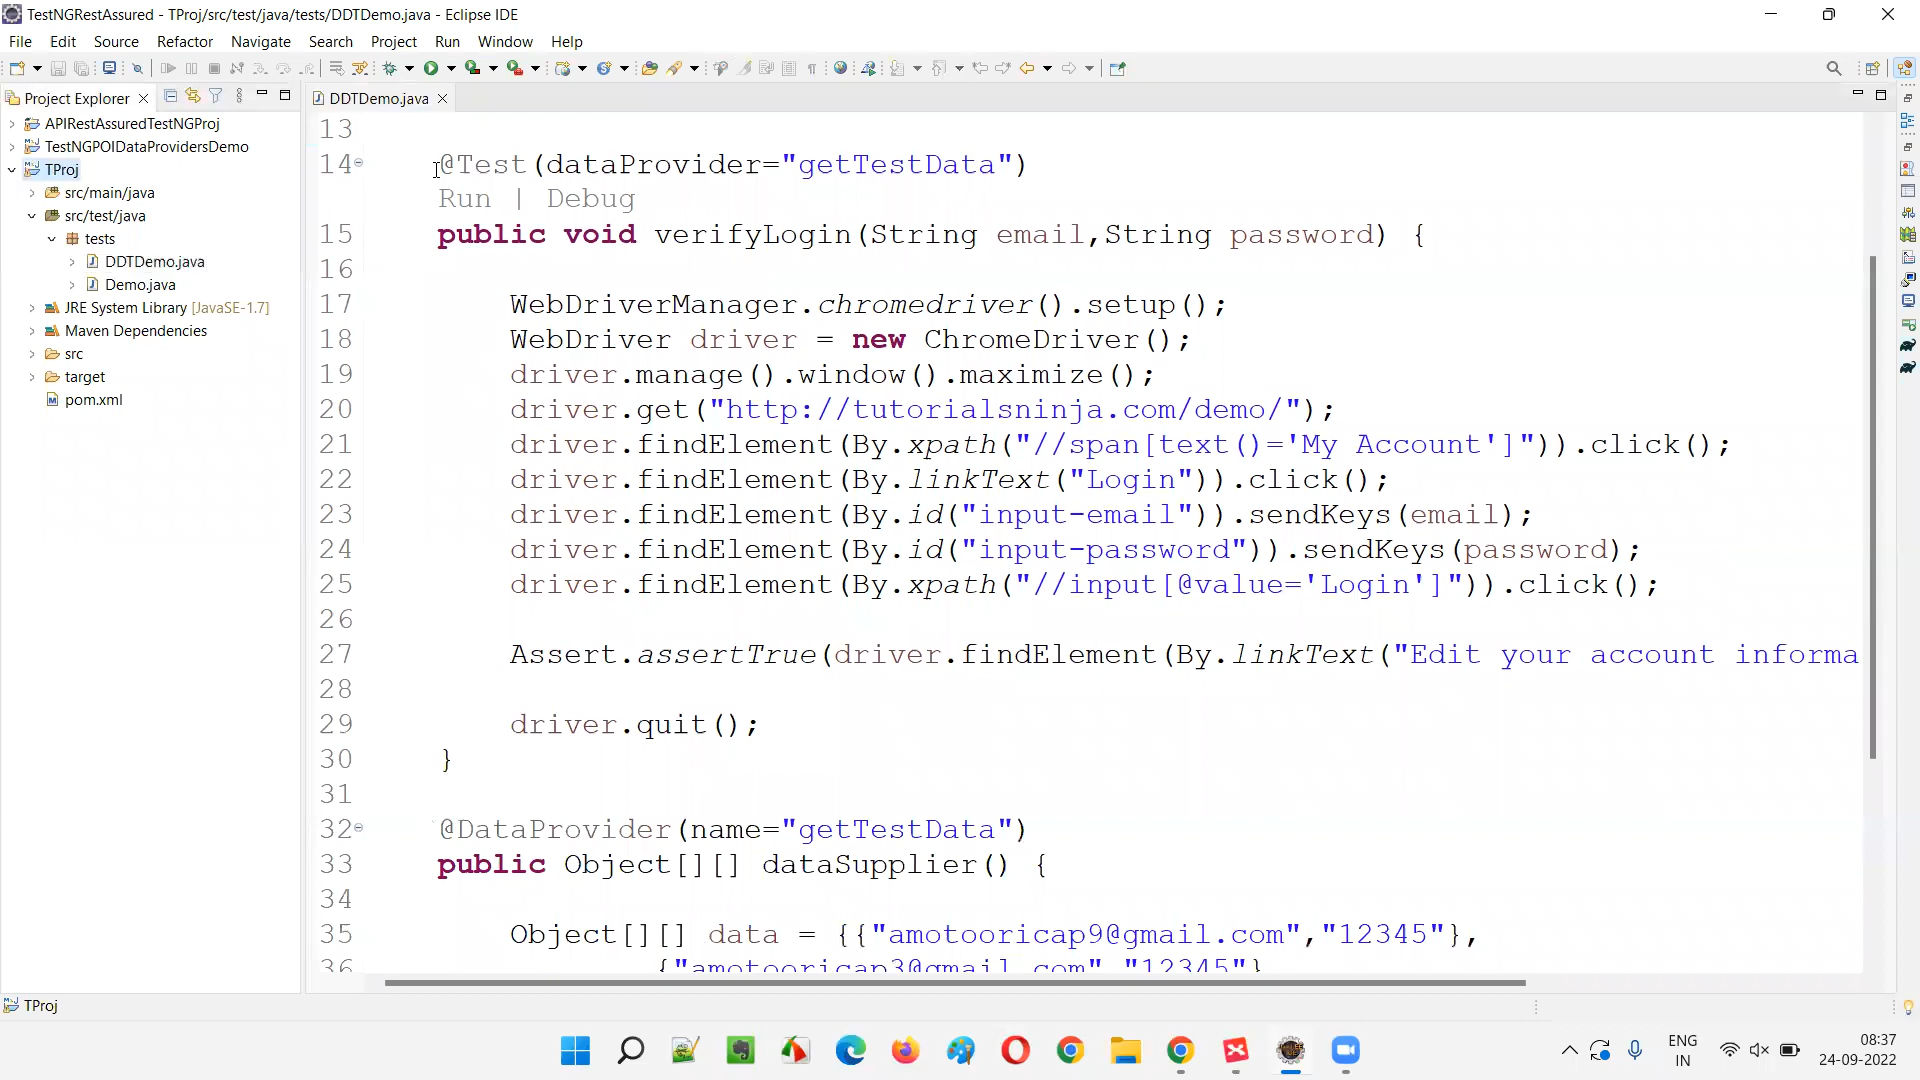 TestNGRestAssured - TProj/src/test/java/tests/DDTDemo.java - Eclipse IDE
File Edit Source Refactor Navigate Search Project Run Window Help
Project Explorer
DDTDemo.java
APIRestAssuredTestNGProj
TestNGPOIDataProvidersDemo
TProj
src/main/java
src/test/java
tests
DDTDemo.java
Demo.java
JRE System Library [JavaSE-1.7]
Maven Dependencies
src
target
pom.xml
13
14 @Test(dataProvider="getTestData")
Run | Debug
15 public void verifyLogin(String email,String password) {
16
17 WebDriverManager.chromedriver().setup();
18 WebDriver driver = new ChromeDriver();
19 driver.manage().window().maximize();
20 driver.get("http://tutorialsninja.com/demo/");
21 driver.findElement(By.xpath("//span[text()='My Account']")).click();
22 driver.findElement(By.linkText("Login")).click();
23 driver.findElement(By.id("input-email")).sendKeys(email);
24 driver.findElement(By.id("input-password")).sendKeys(password);
25 driver.findElement(By.xpath("//input[@value='Login']")).click();
26
27 Assert.assertTrue(driver.findElement(By.linkText("Edit your account informa
28
29 driver.quit();
30 }
31
32 @DataProvider(name="getTestData")
33 public Object[][] dataSupplier() {
34
35 Object[][] data = {{"amotooricap9@gmail.com","12345"},
36 {"amotooricap3@gmail.com","12345"}
TProj
ENG
IN
08:37
24-09-2022